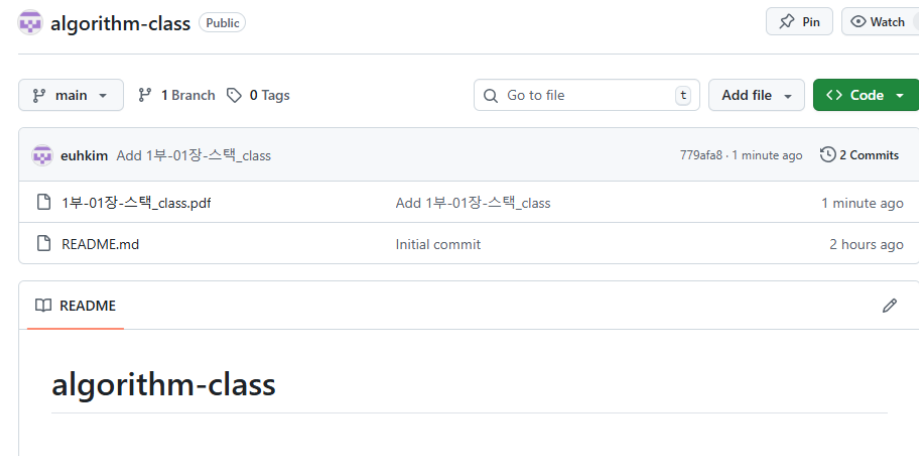 algorithm-class Public Pin Watch
main 1 Branch 0 Tags Go to file t Add file Code
euhkim Add 1부-01장-스택_class 779afa8 · 1 minute ago 2 Commits
1부-01장-스택_class.pdf Add 1부-01장-스택_class 1 minute ago
README.md Initial commit 2 hours ago
README
algorithm-class